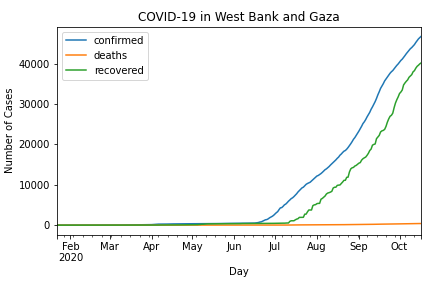 COVID-19 in West Bank and Gaza
confirmed
deaths
recovered
Number of Cases
40000
30000
20000
10000
0
Feb Mar Apr May Jun Jul Aug Sep Oct
2020
Day